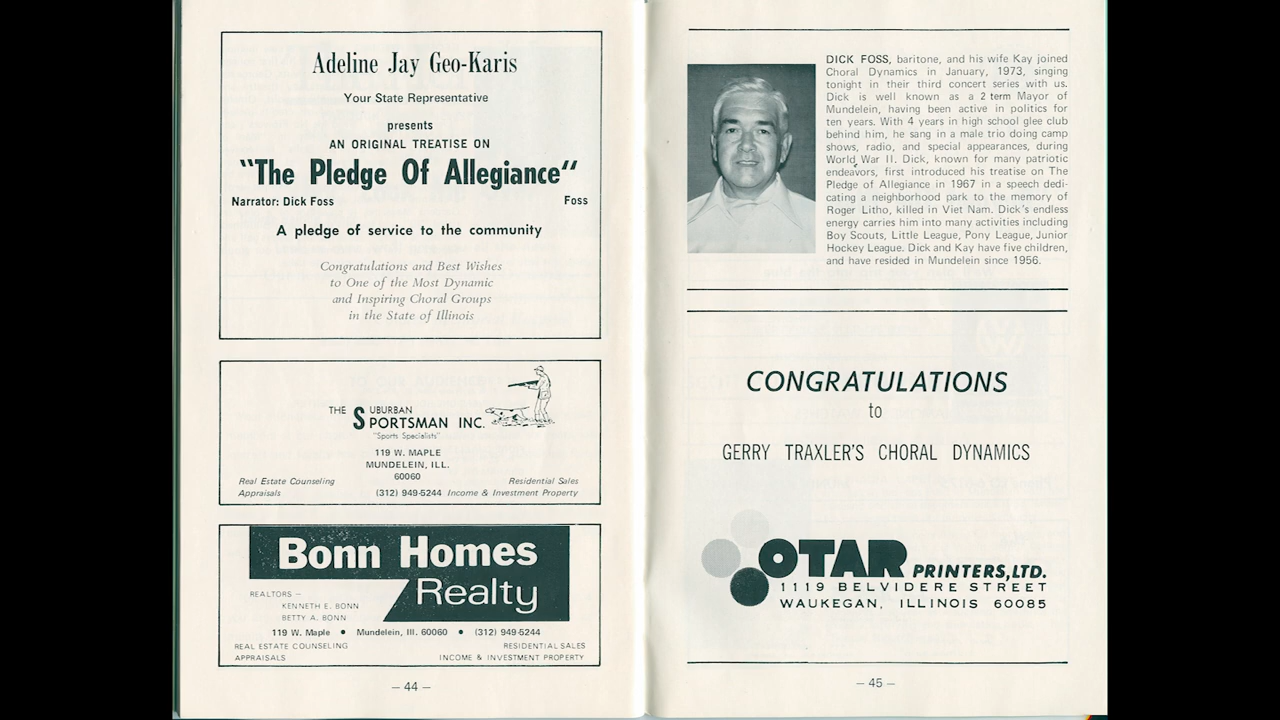 Adeline Jay Geo-Karis
Your State Representative
presents
AN ORIGINAL TREATISE ON
"The Pledge Of Allegiance"
Narrator: Dick Foss Foss
A pledge of service to the community
Congratulations and Best Wishes
to One of the Most Dynamic
and Inspiring Choral Groups
in the State of Illinois
THE SUBURBAN
SPORTSMAN INC.
"Sports Specialists"
119 W. MAPLE
MUNDELEIN, ILL.
60060
Real Estate Counseling Residential Sales
Appraisals (312) 949-5244 Income & Investment Property
Bonn Homes
Realty
REALTORS –
KENNETH E. BONN
BETTY A. BONN
119 W. Maple • Mundelein, Ill. 60060 • (312) 949-5244
REAL ESTATE COUNSELING RESIDENTIAL SALES
APPRAISALS INCOME & INVESTMENT PROPERTY
– 44 –
DICK FOSS, baritone, and his wife Kay joined
Choral Dynamics in January, 1973, singing
tonight in their third concert series with us.
Dick is well known as a 2 term Mayor of
Mundelein, having been active in politics for
ten years. With 4 years in high school glee club
behind him, he sang in a male trio doing camp
shows, radio, and special appearances, during
World War II. Dick, known for many patriotic
endeavors, first introduced his treatise on The
Pledge of Allegiance in 1967 in a speech dedi-
cating a neighborhood park to the memory of
Roger Litho, killed in Viet Nam. Dick's endless
energy carries him into many activities including
Boy Scouts, Little League, Pony League, Junior
Hockey League. Dick and Kay have five children,
and have resided in Mundelein since 1956.
CONGRATULATIONS
to
GERRY TRAXLER'S CHORAL DYNAMICS
OTAR PRINTERS, LTD.
1119 BELVIDERE STREET
WAUKEGAN, ILLINOIS 60085
– 45 –